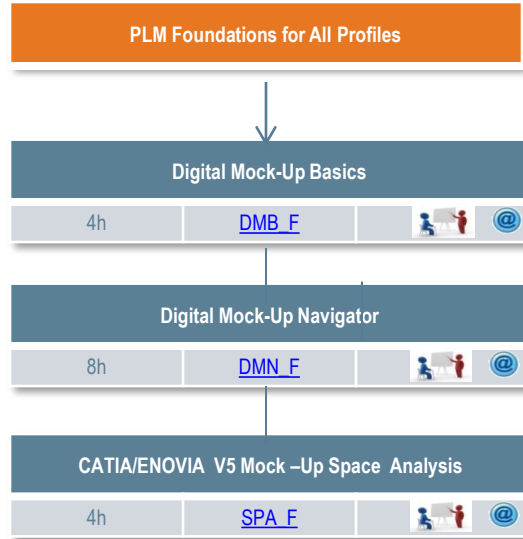 PLM Foundations for All Profiles
Digital Mock-Up Basics
4h DMB_F @
Digital Mock-Up Navigator
8h DMN_F @
CATIA/ENOVIA V5 Mock –Up Space Analysis
4h SPA_F @